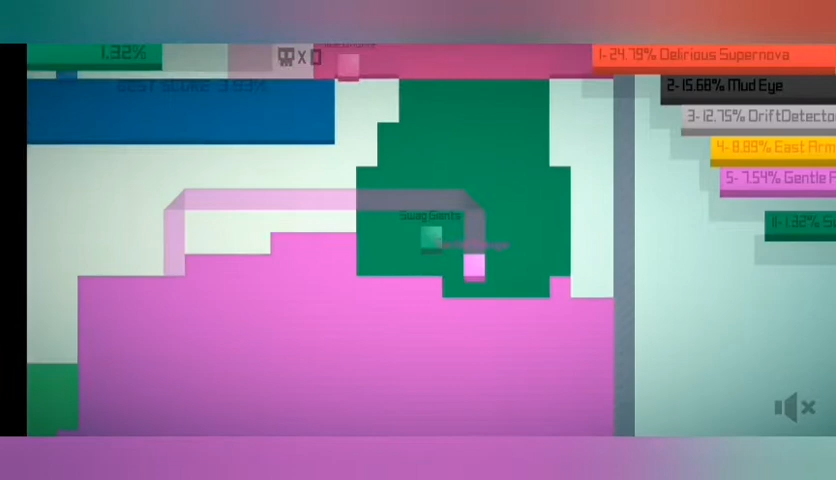 1.32%
x 0
BEST SCORE: 3.93%
1- 24.79% Delirious Supernova
2- 15.68% Mud Eye
3- 12.75% DriftDetecto
4- 8.89% East Arm
5- 7.54% Gentle F
11- 1.32% S
Swag Giants